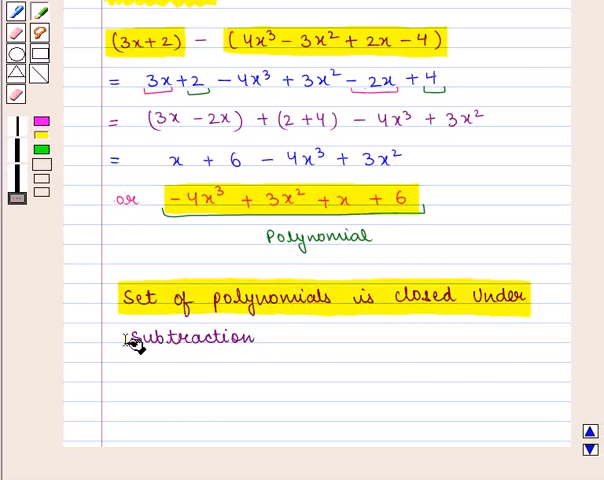 (3x+2) - (4x³ - 3x² + 2x - 4)
= 3x + 2 - 4x³ + 3x² - 2x + 4
= (3x - 2x) + (2 + 4) - 4x³ + 3x²
= x + 6 - 4x³ + 3x²
or - 4x³ + 3x² + x + 6
Polynomial
Set of polynomials is closed under
subtraction